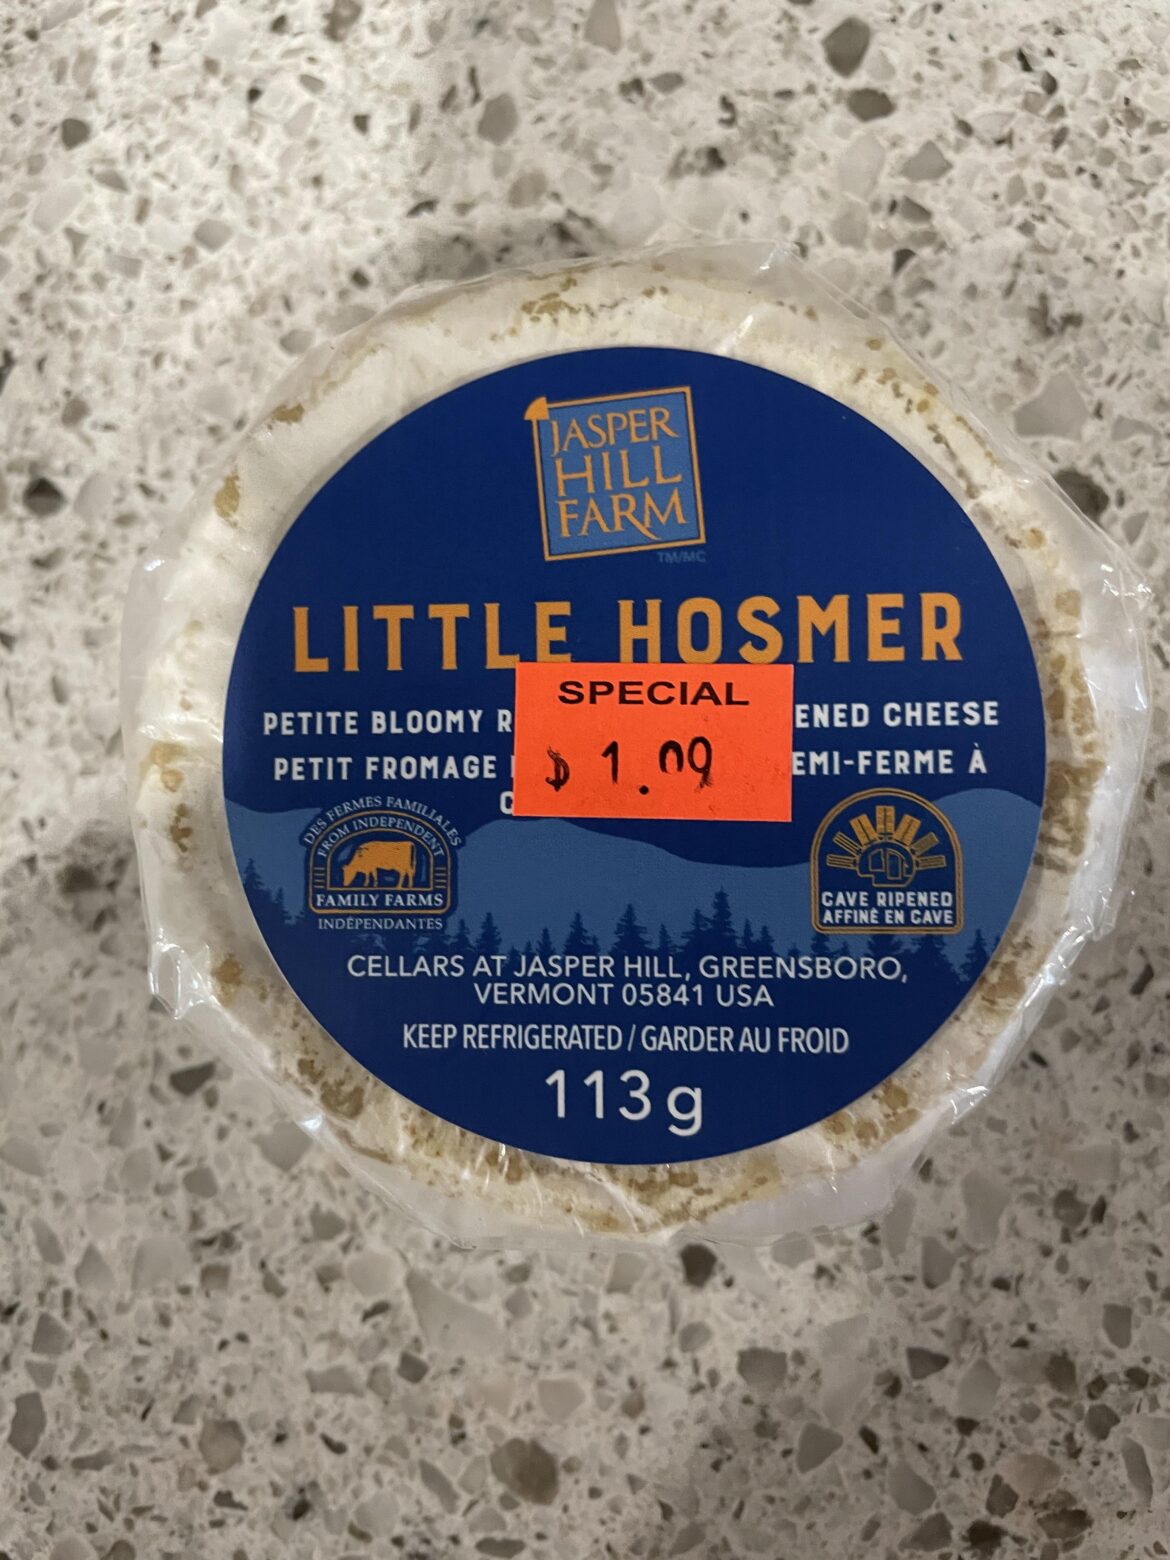 JASPER
HILL
FARM
TM/MC
LITTLE HOSMER
SPECIAL
PETITE BLOOMY R ENED CHEESE
$ 1.09
PETIT FROMAGE EMI-FERME À
C
DES FERMES FAMILIALES
FROM INDEPENDENT
FAMILY FARMS
INDÉPENDANTES
CAVE RIPENED
AFFINÉ EN CAVE
CELLARS AT JASPER HILL, GREENSBORO,
VERMONT 05841 USA
KEEP REFRIGERATED / GARDER AU FROID
113 g